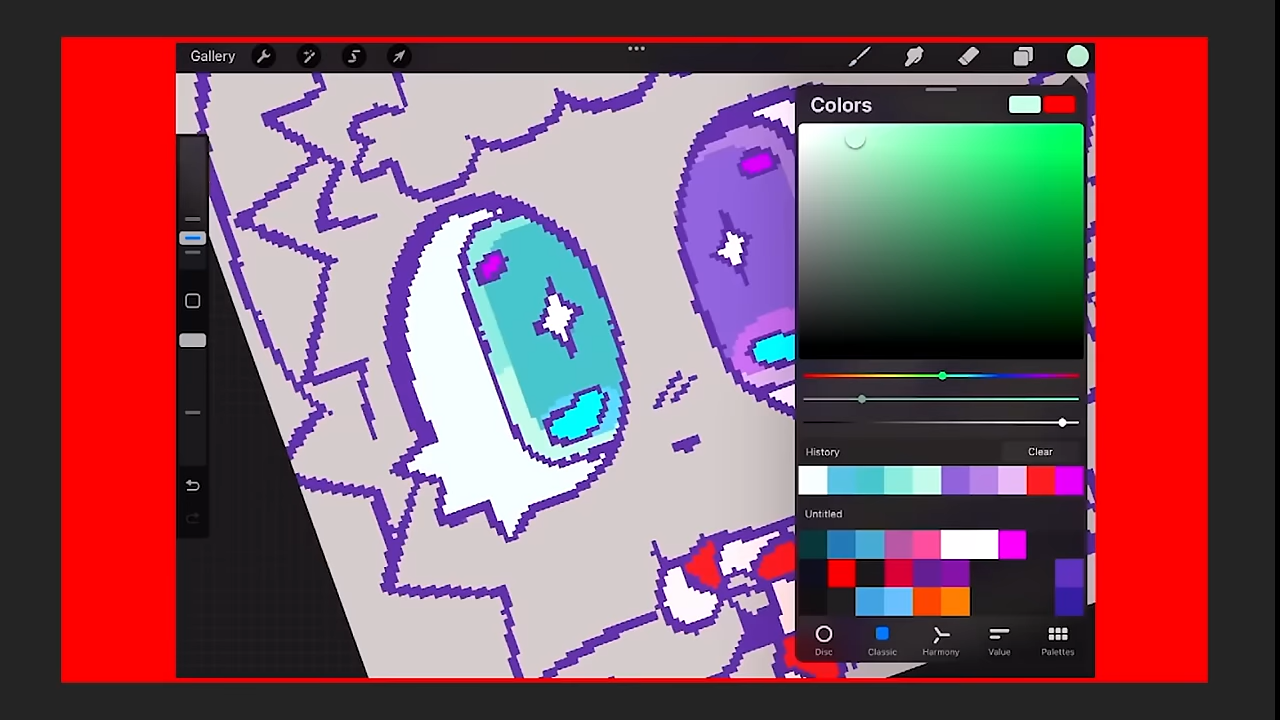 Gallery
Colors
History
Clear
Untitled
Disc
Classic
Harmony
Value
Palettes